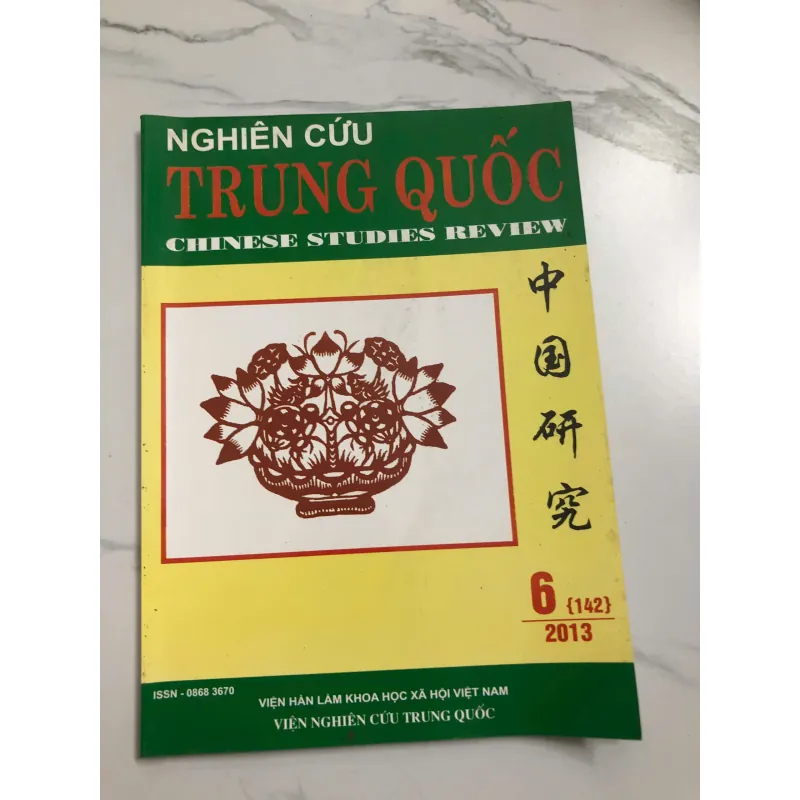 NGHIÊN CỨU
TRUNG QUỐC
CHINESE STUDIES REVIEW
中国研究
6 {142}
2013
ISSN - 0868 3670
VIỆN HÀN LÂM KHOA HỌC XÃ HỘI VIỆT NAM
VIỆN NGHIÊN CỨU TRUNG QUỐC